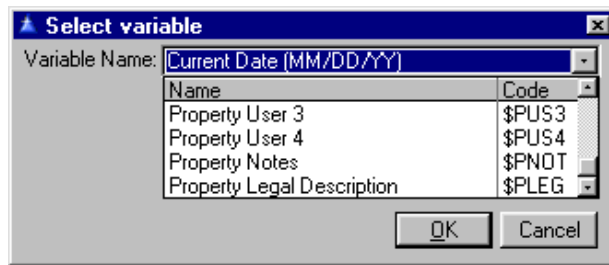 Select variable
Variable Name: Current Date (MM/DD/YY)
Name Code
Property User 3 $PUS3
Property User 4 $PUS4
Property Notes $PNOT
Property Legal Description $PLEG
OK Cancel